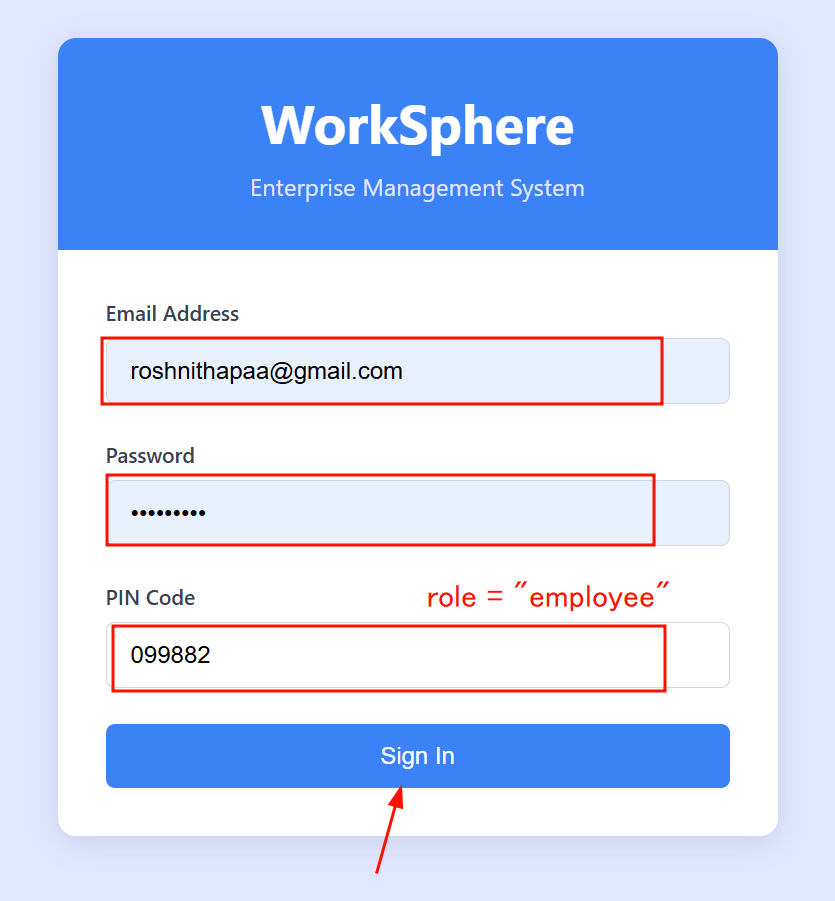 WorkSphere
Enterprise Management System
Email Address
roshnithapaa@gmail.com
Password
•••••••••
PIN Code
role = "employee"
099882
Sign In